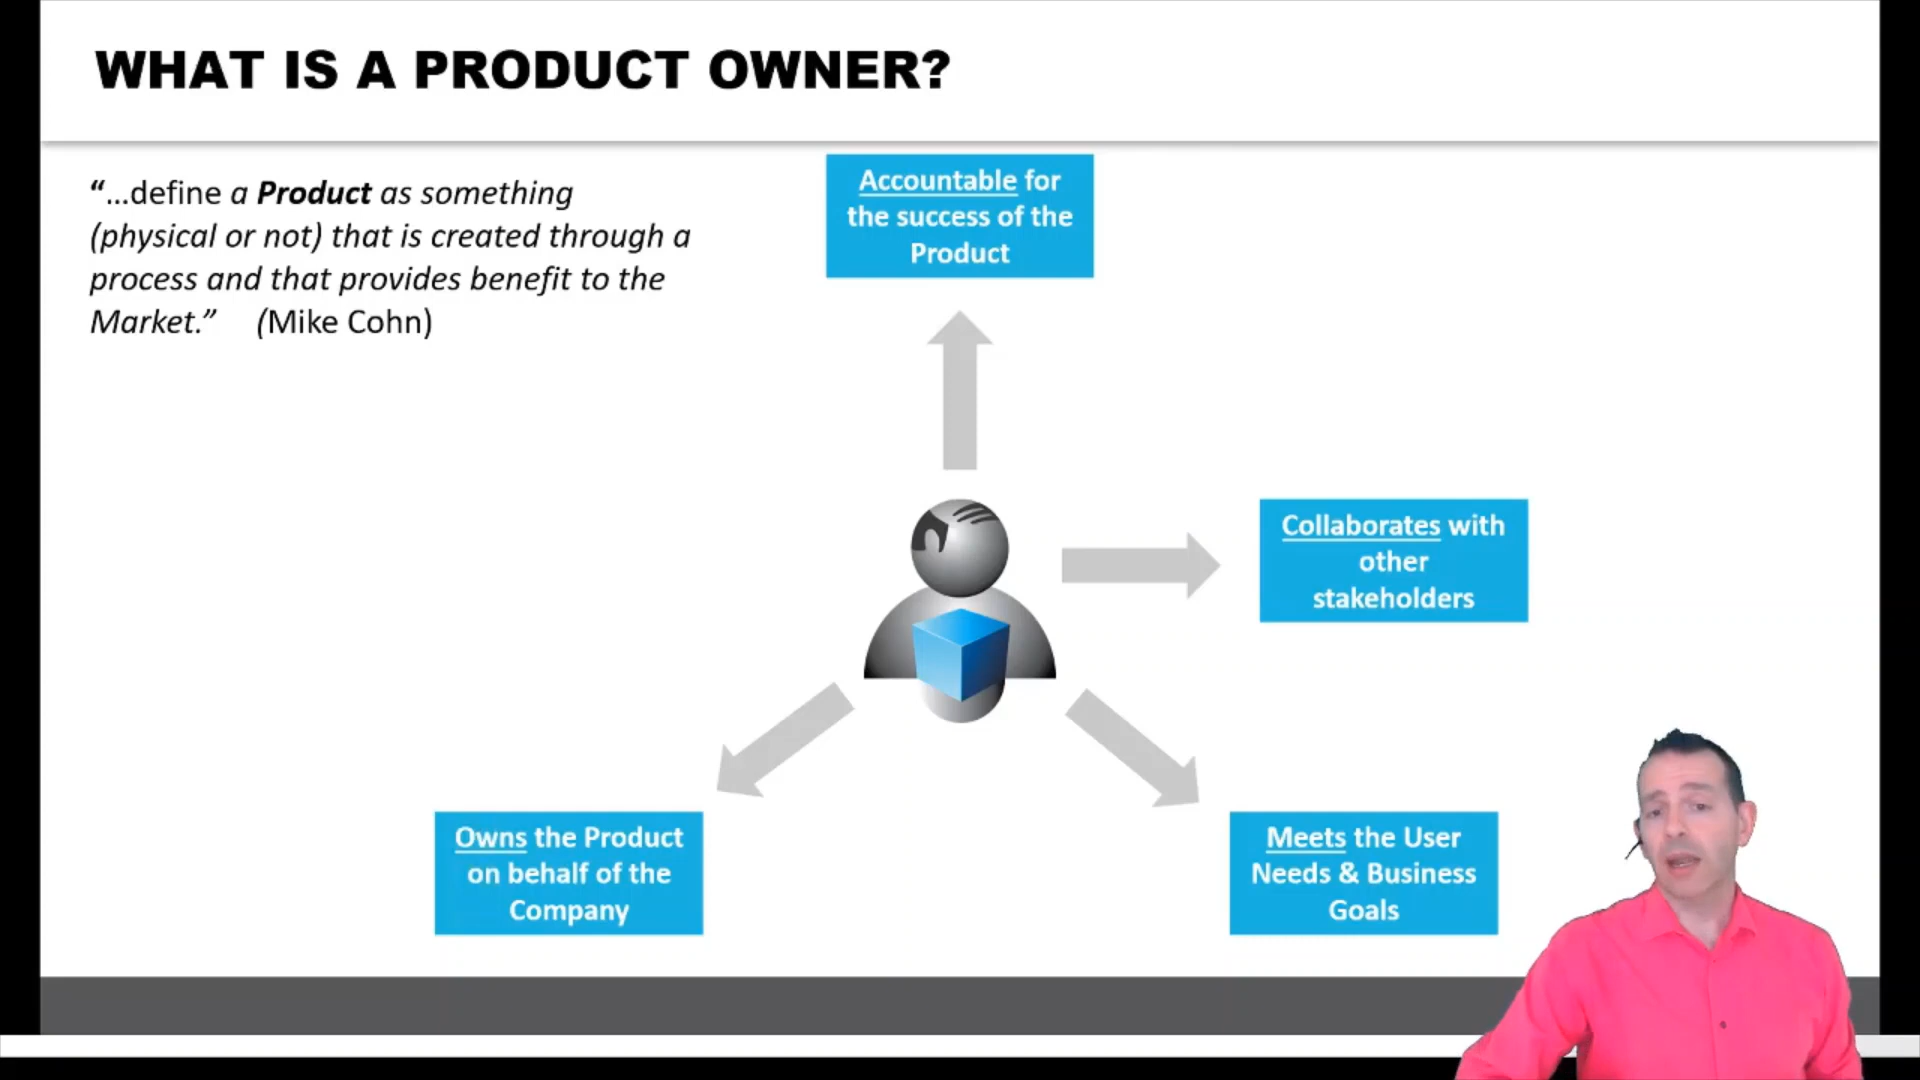 WHAT IS A PRODUCT OWNER?
“...define a Product as something
(physical or not) that is created through a
process and that provides benefit to the
Market.” (Mike Cohn)
Accountable for
the success of the
Product
Collaborates with
other
stakeholders
Owns the Product
on behalf of the
Company
Meets the User
Needs & Business
Goals